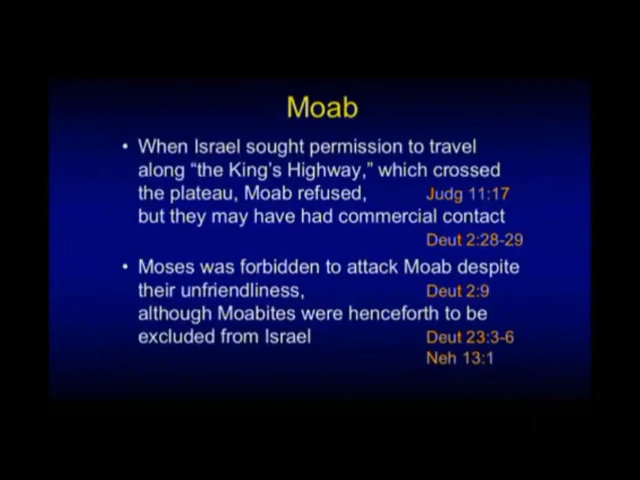 Moab
• When Israel sought permission to travel
along “the King's Highway,” which crossed
the plateau, Moab refused, Judg 11:17
but they may have had commercial contact
Deut 2:28-29
• Moses was forbidden to attack Moab despite
their unfriendliness, Deut 2:9
although Moabites were henceforth to be
excluded from Israel Deut 23:3-6
Neh 13:1